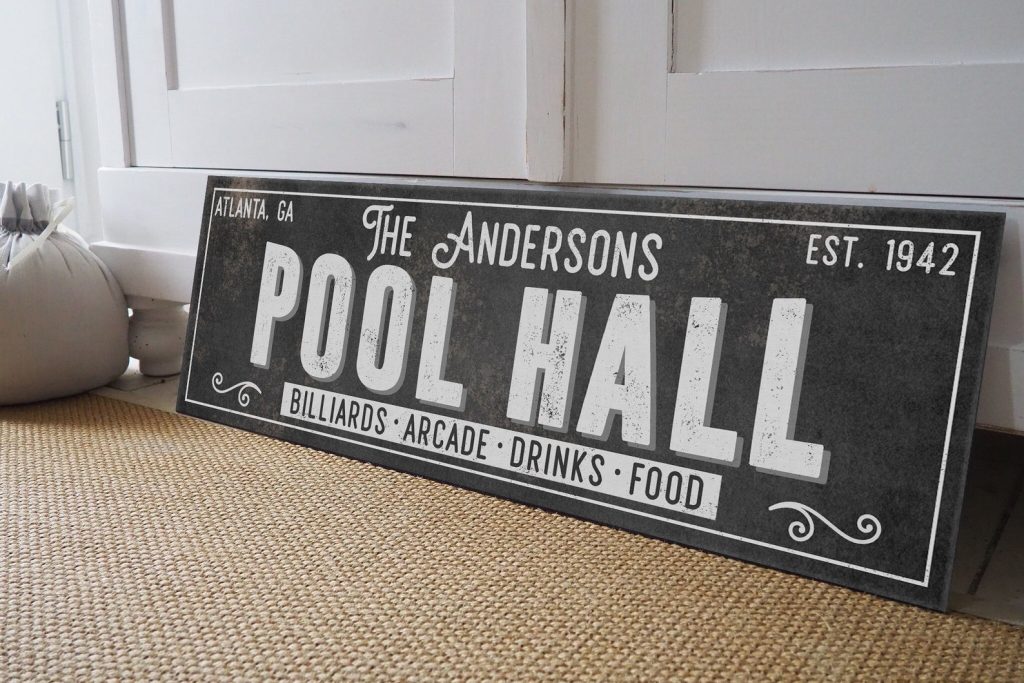 ATLANTA, GA
THE ANDERSONS
EST. 1942
POOL HALL
BILLIARDS • ARCADE • DRINKS • FOOD